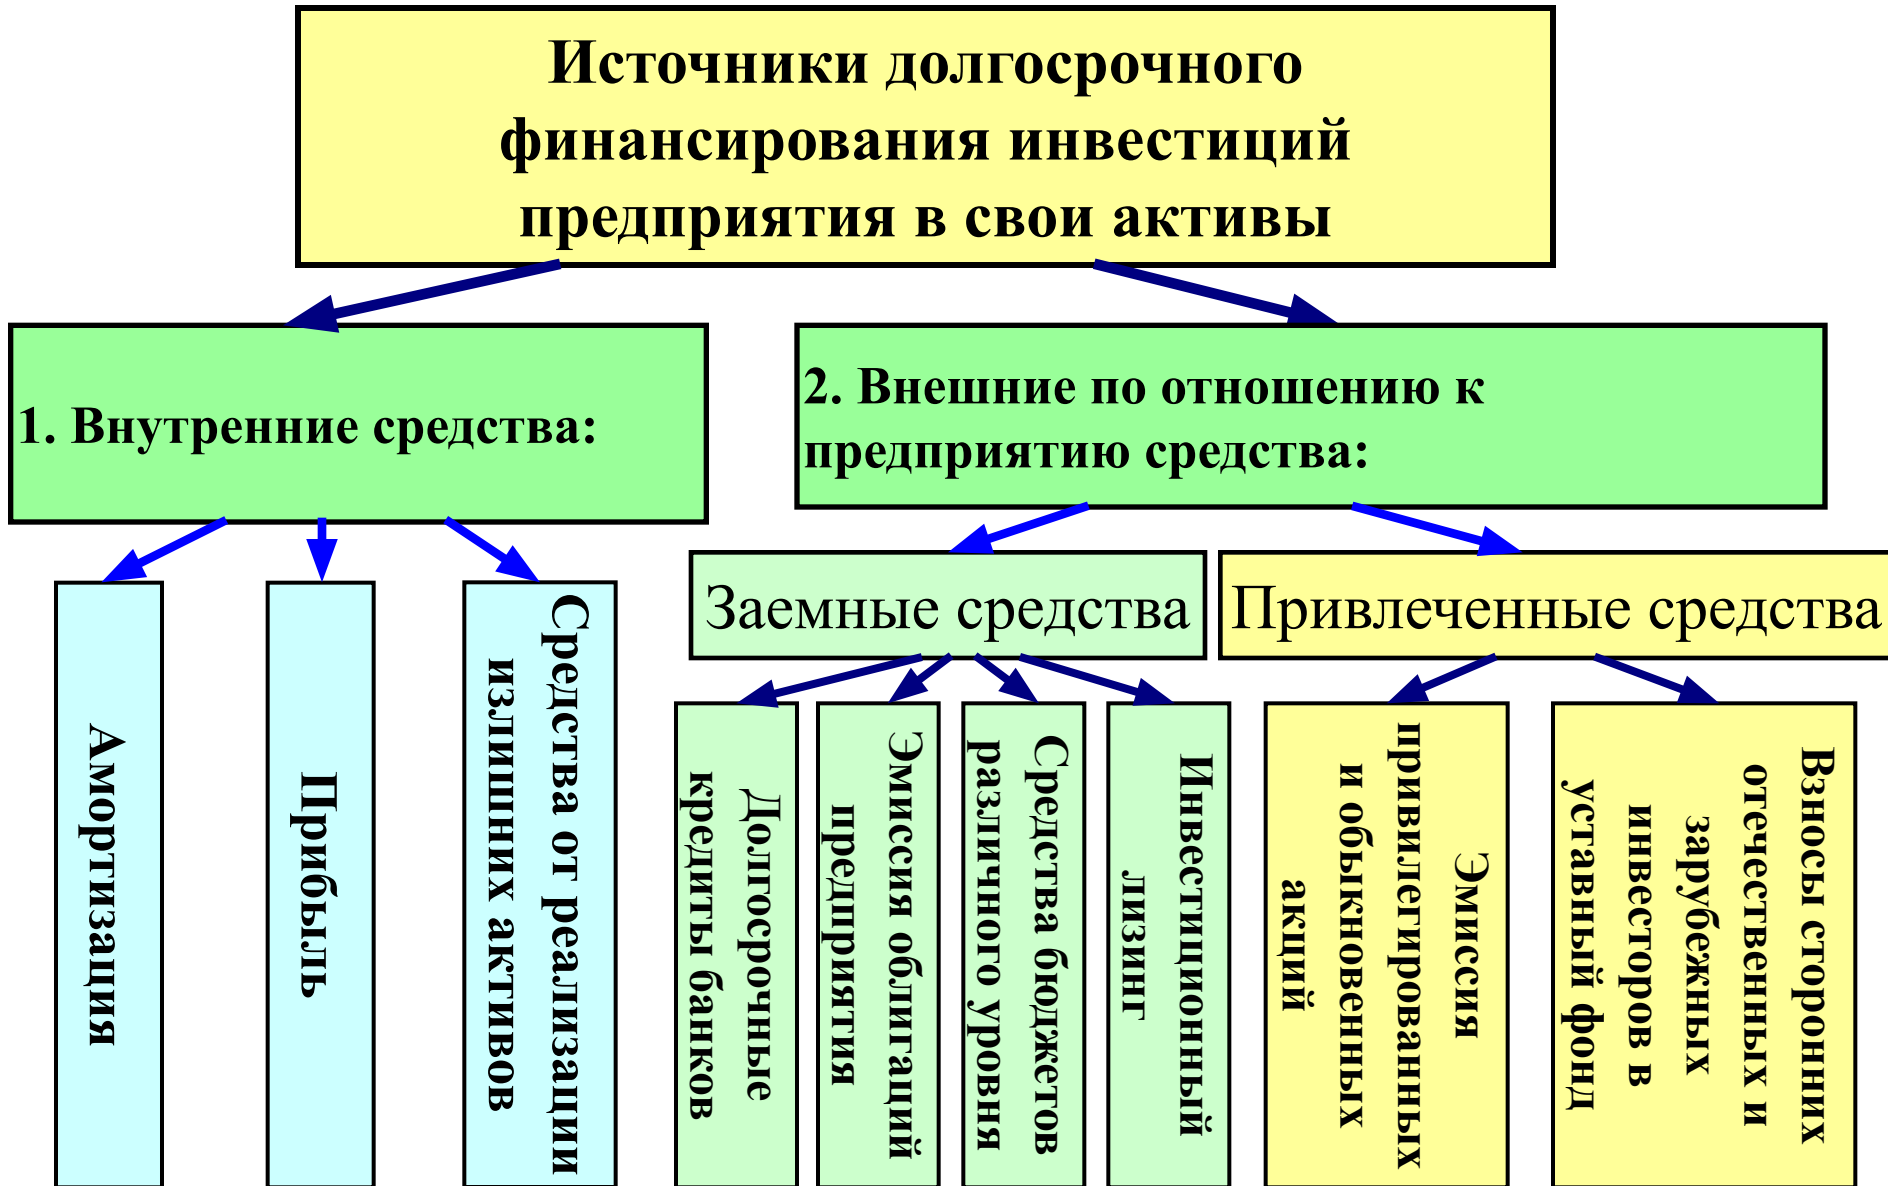 Источники долгосрочного
финансирования инвестиций
предприятия в свои активы
1. Внутренние средства:
2. Внешние по отношению к
предприятию средства:
Заемные средства
Привлеченные средства
Амортизация
Прибыль
Средства от реализации
излишних активов
Долгосрочные
кредиты банков
Эмиссия облигаций
предприятия
Средства бюджетов
различного уровня
Инвестиционный
лизинг
Эмиссия
привилегированных
и обыкновенных
акций
Взносы сторонних
отечественных и
зарубежных
инвесторов в
уставный фонд